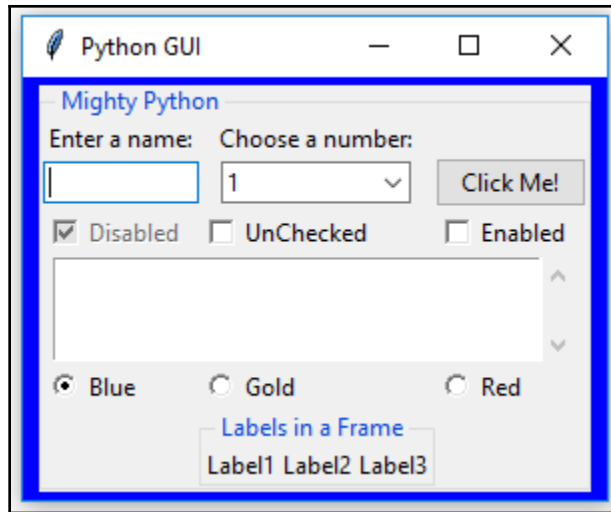 Python GUI
Mighty Python
Enter a name: Choose a number:
1 Click Me!
Disabled UnChecked Enabled
Blue Gold Red
Labels in a Frame
Label1 Label2 Label3